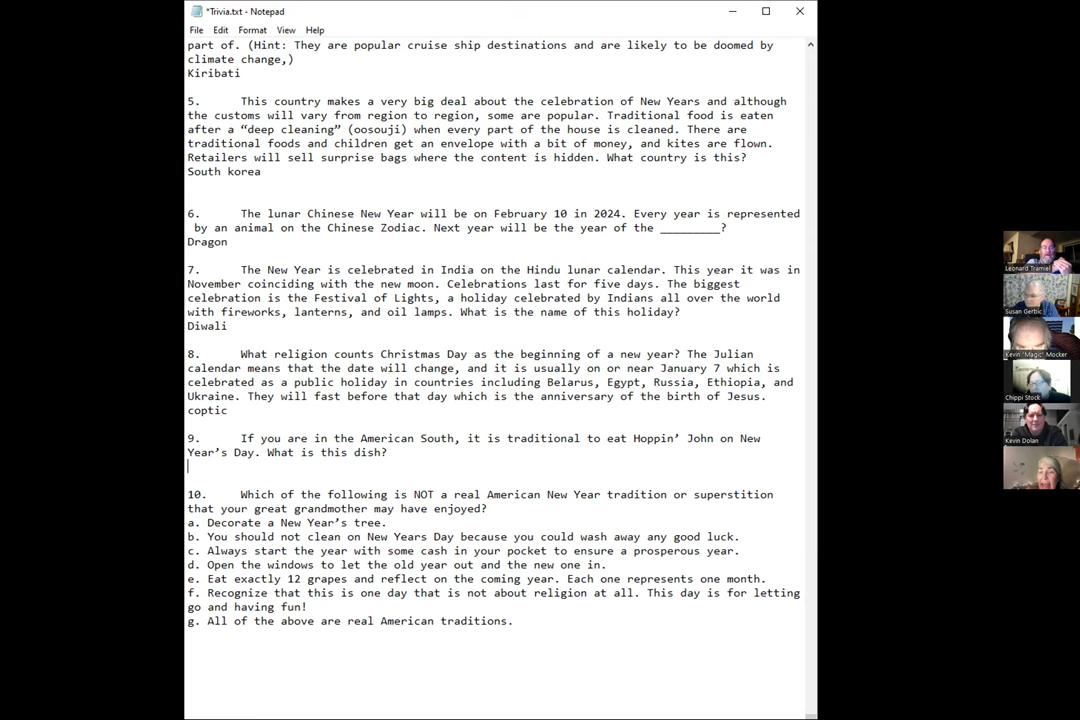 *Trivia.txt - Notepad
File Edit Format View Help
part of. (Hint: They are popular cruise ship destinations and are likely to be doomed by
climate change,)
Kiribati
5. This country makes a very big deal about the celebration of New Years and although
the customs will vary from region to region, some are popular. Traditional food is eaten
after a “deep cleaning” (oosouji) when every part of the house is cleaned. There are
traditional foods and children get an envelope with a bit of money, and kites are flown.
Retailers will sell surprise bags where the content is hidden. What country is this?
South korea
6. The lunar Chinese New Year will be on February 10 in 2024. Every year is represented
by an animal on the Chinese Zodiac. Next year will be the year of the _________?
Dragon
7. The New Year is celebrated in India on the Hindu lunar calendar. This year it was in
November coinciding with the new moon. Celebrations last for five days. The biggest
celebration is the Festival of Lights, a holiday celebrated by Indians all over the world
with fireworks, lanterns, and oil lamps. What is the name of this holiday?
Diwali
8. What religion counts Christmas Day as the beginning of a new year? The Julian
calendar means that the date will change, and it is usually on or near January 7 which is
celebrated as a public holiday in countries including Belarus, Egypt, Russia, Ethiopia, and
Ukraine. They will fast before that day which is the anniversary of the birth of Jesus.
coptic
9. If you are in the American South, it is traditional to eat Hoppin’ John on New
Year’s Day. What is this dish?
10. Which of the following is NOT a real American New Year tradition or superstition
that your great grandmother may have enjoyed?
a. Decorate a New Year’s tree.
b. You should not clean on New Years Day because you could wash away any good luck.
c. Always start the year with some cash in your pocket to ensure a prosperous year.
d. Open the windows to let the old year out and the new one in.
e. Eat exactly 12 grapes and reflect on the coming year. Each one represents one month.
f. Recognize that this is one day that is not about religion at all. This day is for letting
go and having fun!
g. All of the above are real American traditions.
Leonard Tramiel
Susan Gerbic
Kevin "Magic" Mocker
Chippi Stock
Kevin Dolan